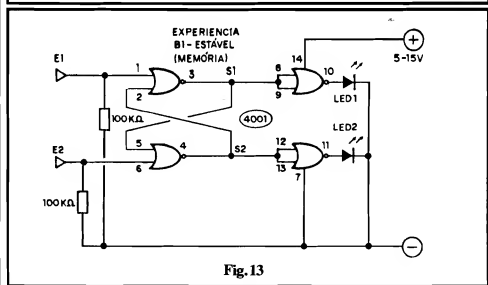 EXPERIENCIA
BI-ESTÁVEL
(MEMÓRIA)
E1
1
2
3
S1
8
9
14
10
LED1
+
5-15V
100KΩ
4001
E2
5
6
4
S2
12
13
11
7
LED2
100KΩ
−
Fig. 13